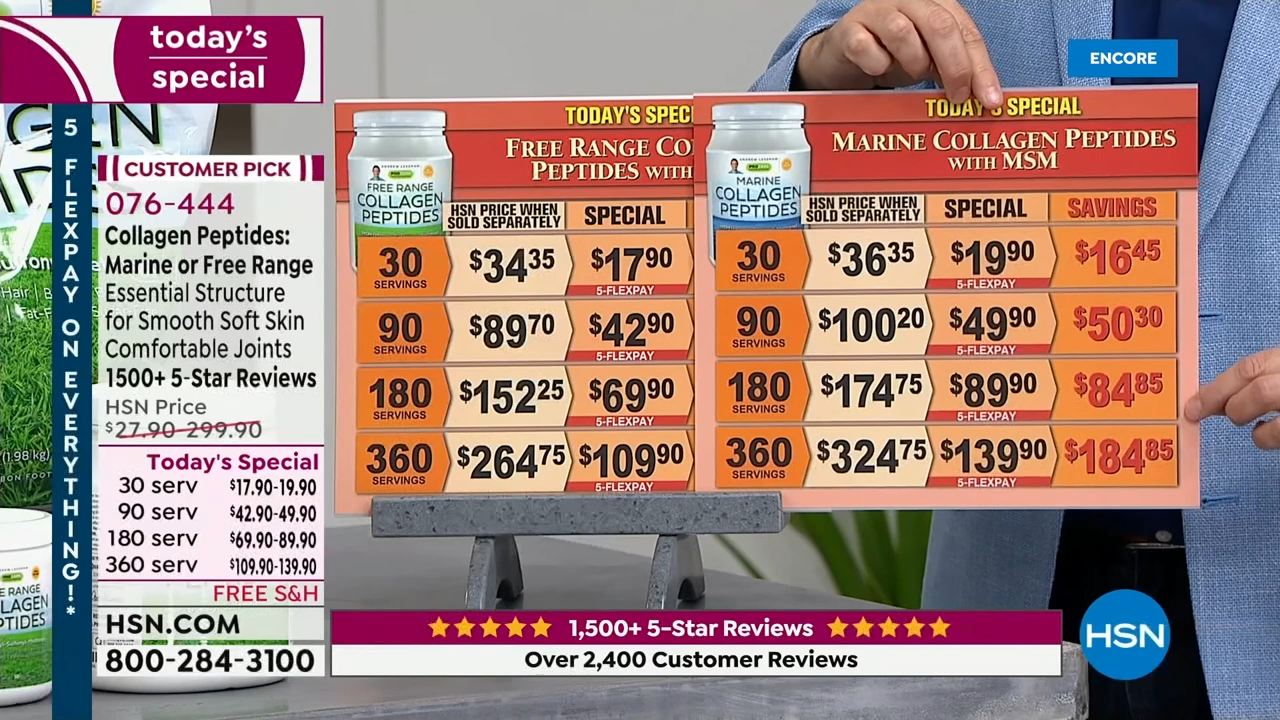 today's
special
5 FLEXPAY ON EVERYTHING!*
CUSTOMER PICK
076-444
Collagen Peptides:
Marine or Free Range
Essential Structure
for Smooth Soft Skin
Comfortable Joints
1500+ 5-Star Reviews
HSN Price
$27.90-299.90
Today's Special
30 serv $17.90-19.90
90 serv $42.90-49.90
180 serv $69.90-89.90
360 serv $109.90-139.90
FREE S&H
HSN.COM
800-284-3100
Hair
(1.98 kg)
TODAY'S SPECI
FREE RANGE CO
PEPTIDES WITH
FREE RANGE
COLLAGEN
PEPTIDES
HSN PRICE WHEN
SOLD SEPARATELY
SPECIAL
30 SERVINGS $34.35 $17.90
5-FLEXPAY
90 SERVINGS $89.70 $42.90
5-FLEXPAY
180 SERVINGS $152.25 $69.90
5-FLEXPAY
360 SERVINGS $264.75 $109.90
5-FLEXPAY
TODAY'S SPECIAL
MARINE COLLAGEN PEPTIDES
WITH MSM
ANDREW LESSMAN
MARINE
COLLAGEN
PEPTIDES
HSN PRICE WHEN
SOLD SEPARATELY
SPECIAL
SAVINGS
30 SERVINGS $36.35 $19.90 $16.45
5-FLEXPAY
90 SERVINGS $100.20 $49.90 $50.30
5-FLEXPAY
180 SERVINGS $174.75 $89.90 $84.85
5-FLEXPAY
360 SERVINGS $324.75 $139.90 $184.85
5-FLEXPAY
ENCORE
1,500+ 5-Star Reviews
Over 2,400 Customer Reviews
HSN